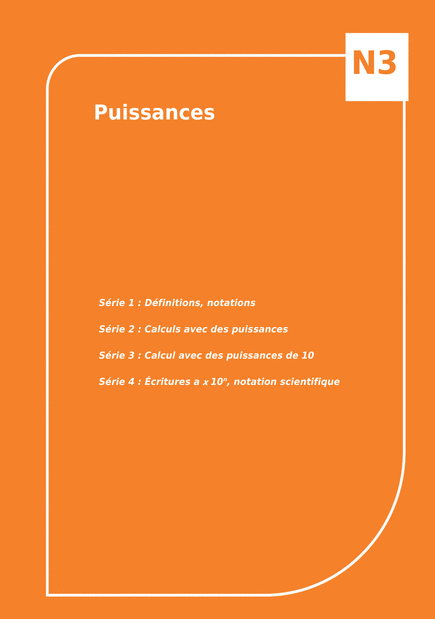 N3
Puissances
Série 1 : Définitions, notations
Série 2 : Calculs avec des puissances
Série 3 : Calcul avec des puissances de 10
Série 4 : Écritures a x 10ⁿ, notation scientifique